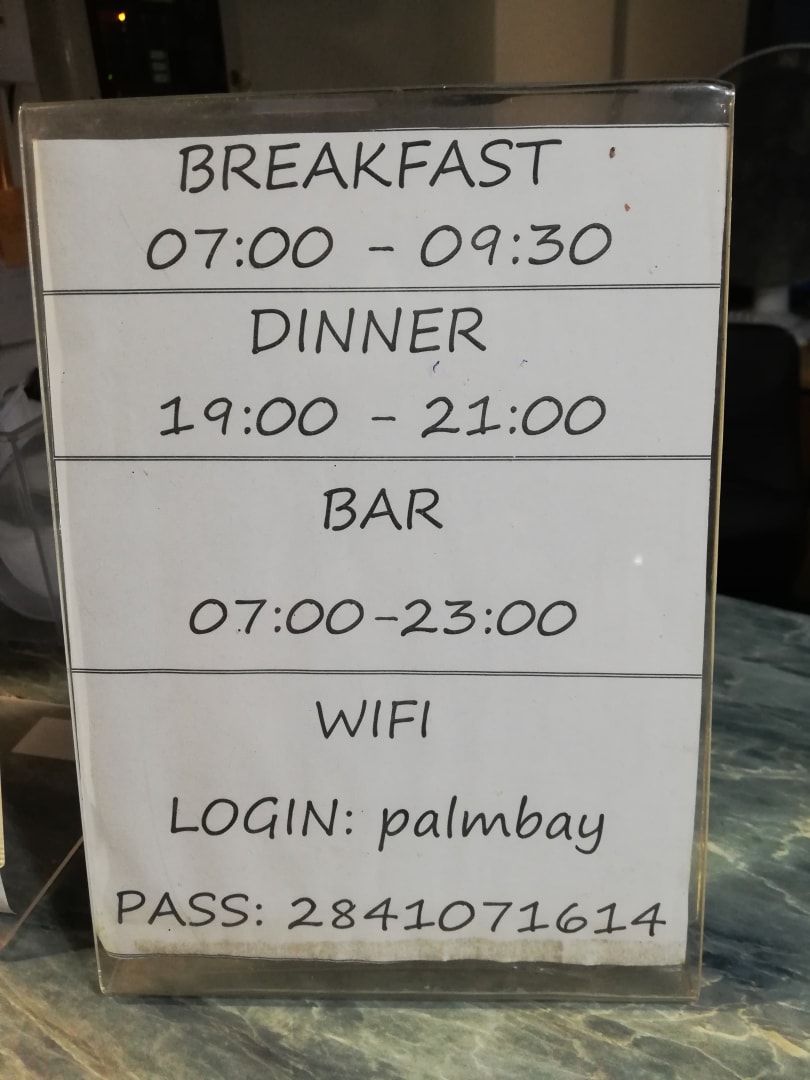 BREAKFAST
07:00 - 09:30
DINNER
19:00 - 21:00
BAR
07:00-23:00
WIFI
LOGIN: palmbay
PASS: 2841071614